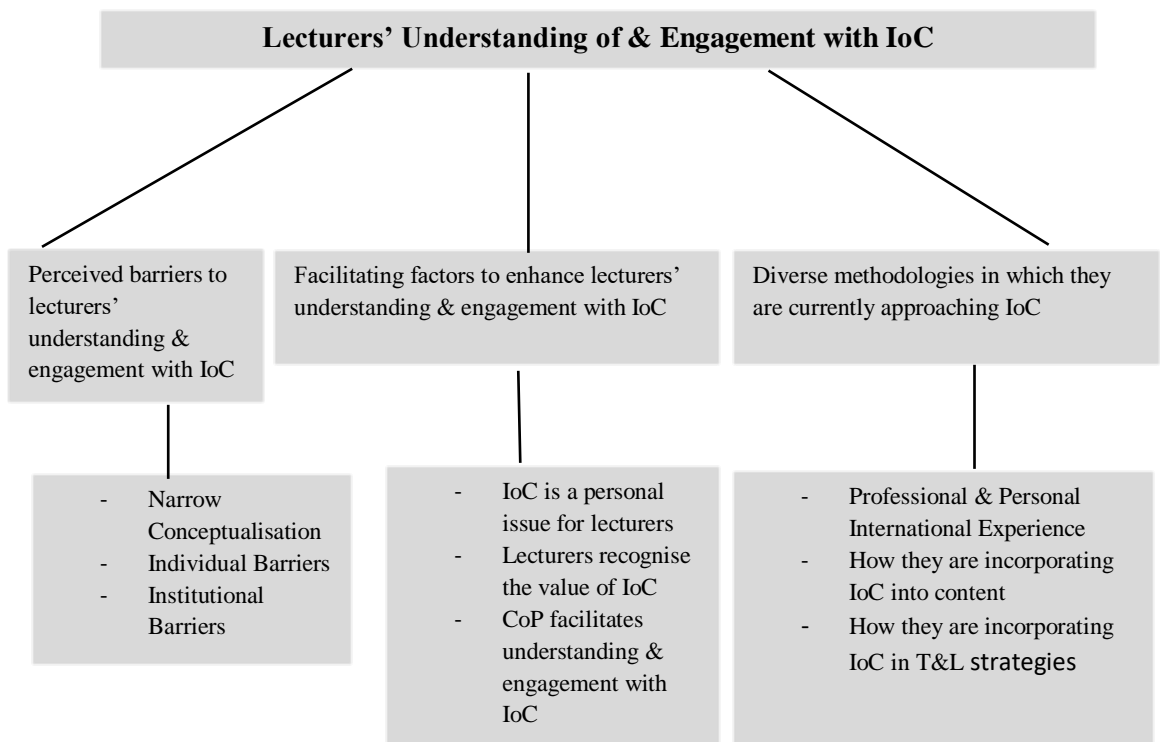 Lecturers’ Understanding of & Engagement with IoC
Perceived barriers to
lecturers’
understanding &
engagement with IoC
Facilitating factors to enhance lecturers’
understanding & engagement with IoC
Diverse methodologies in which they
are currently approaching IoC
- Narrow
Conceptualisation
- Individual Barriers
- Institutional
Barriers
- IoC is a personal
issue for lecturers
- Lecturers recognise
the value of IoC
- CoP facilitates
understanding &
engagement with
IoC
- Professional & Personal
International Experience
- How they are incorporating
IoC into content
- How they are incorporating
IoC in T&L strategies